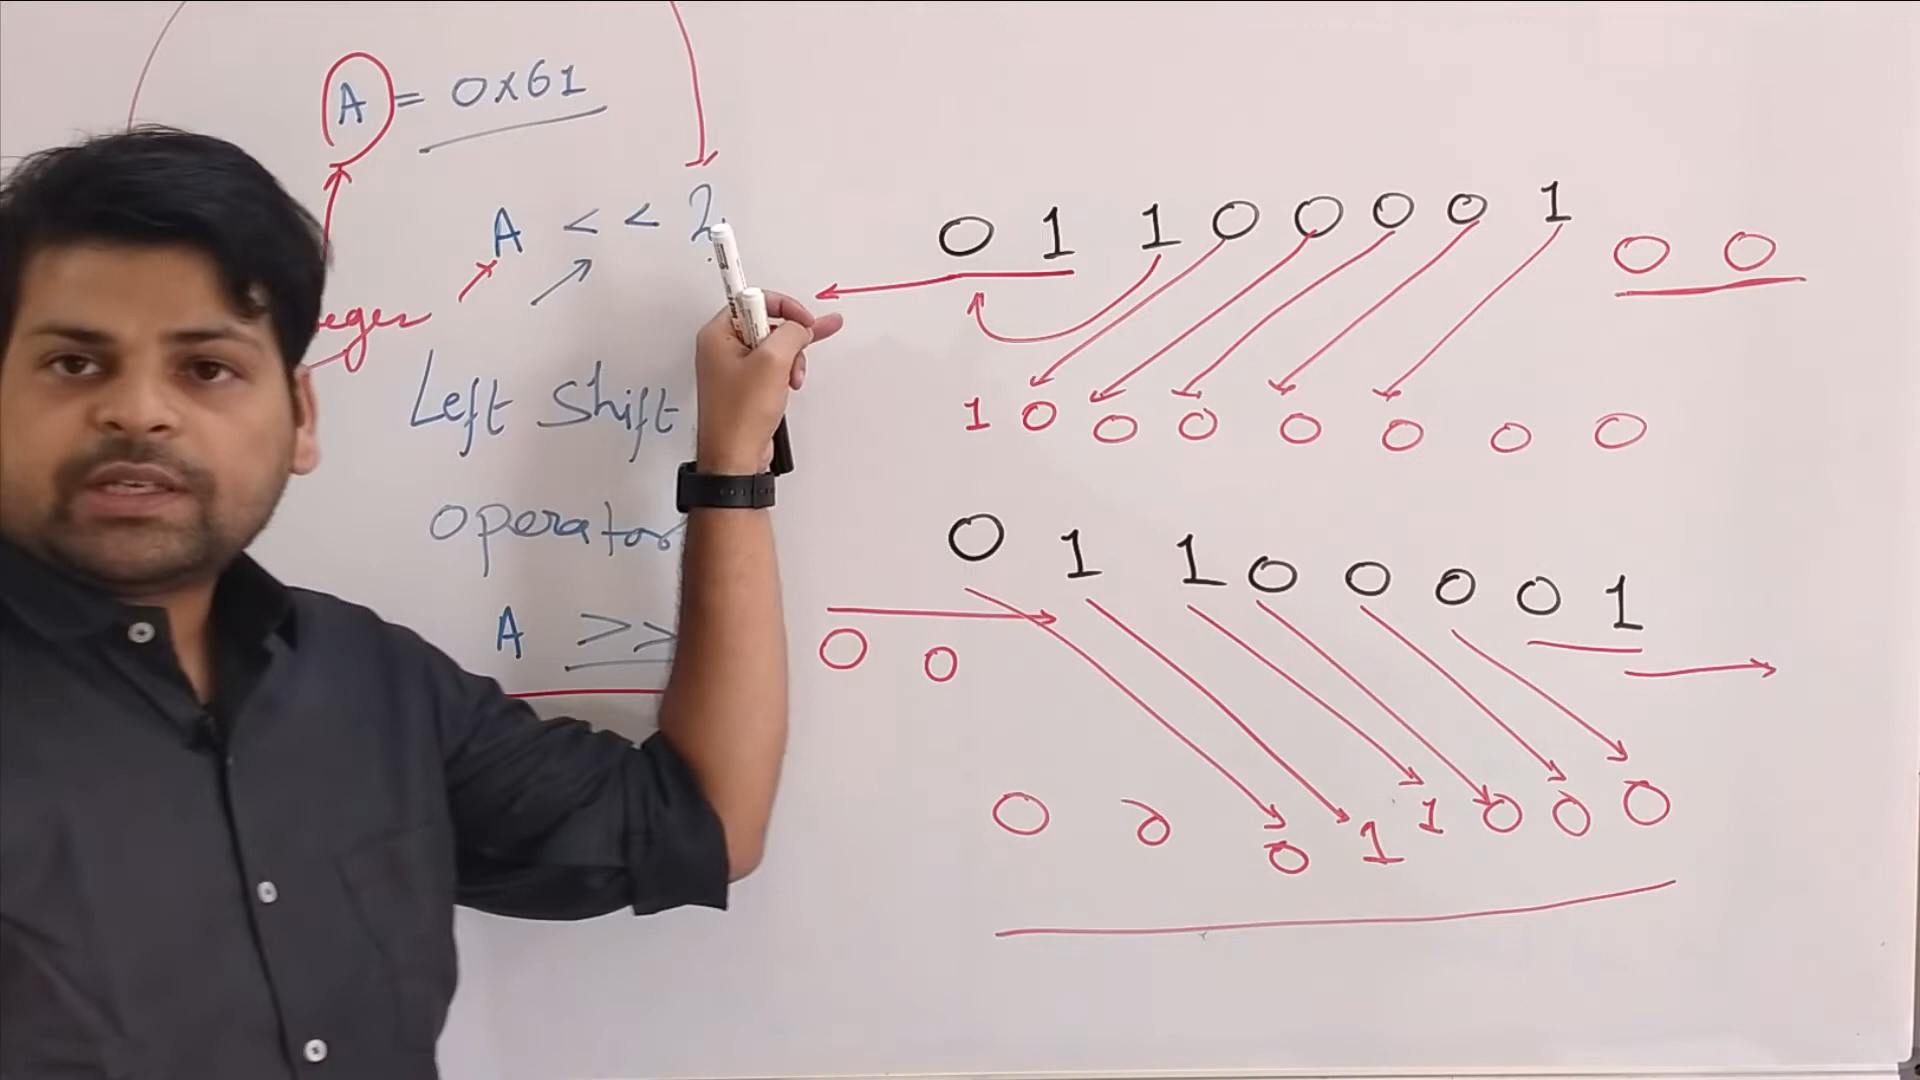 A = 0x61
A << 2
Left Shift
operator
A >>
0 1 1 0 0 0 0 1 0 0
1 0 0 0 0 0 0 0
0 1 1 0 0 0 0 1
0 0
0 0 0 1 1 0 0 0